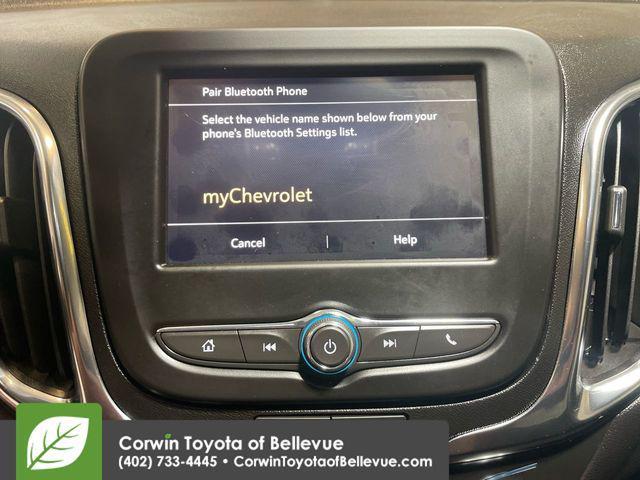 Pair Bluetooth Phone
Select the vehicle name shown below from your
phone's Bluetooth Settings list.
myChevrolet
Cancel | Help
Corwin Toyota of Bellevue
(402) 733-4445 • CorwinToyotaofBellevue.com